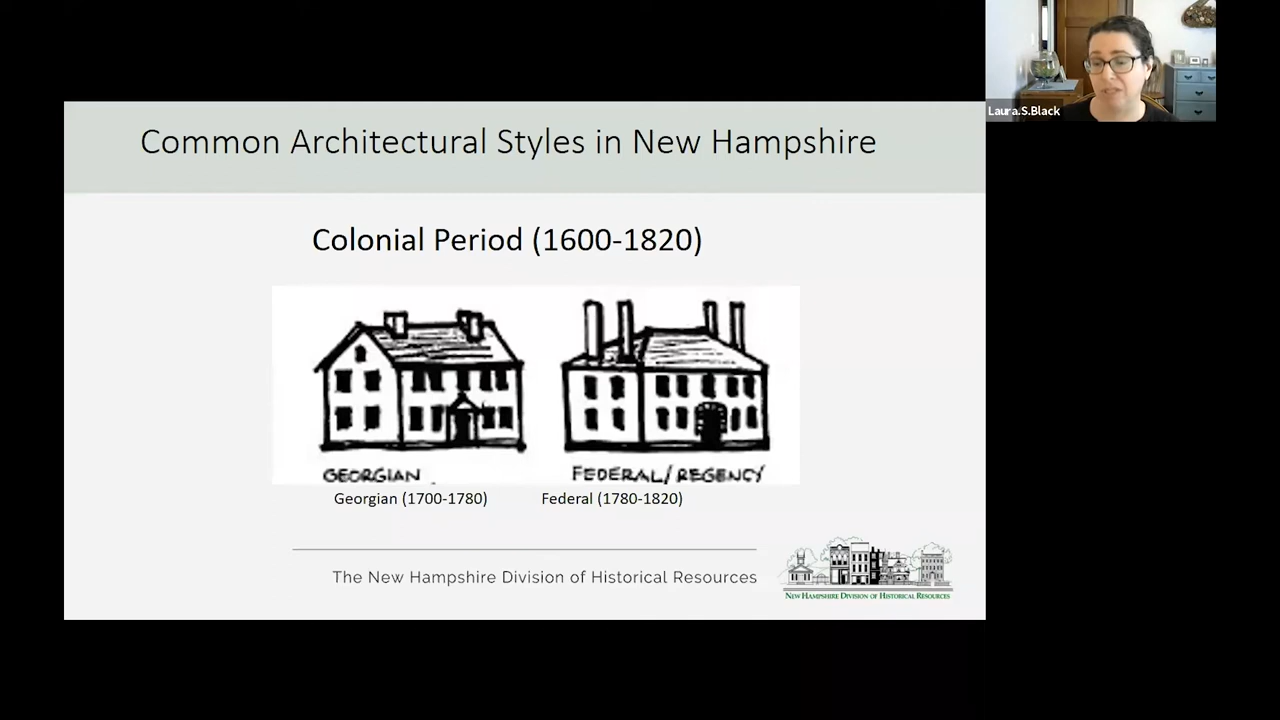 Laura.S.Black
Common Architectural Styles in New Hampshire
Colonial Period (1600-1820)
GEORGIAN
FEDERAL/REGENCY
Georgian (1700-1780)
Federal (1780-1820)
The New Hampshire Division of Historical Resources
NEW HAMPSHIRE DIVISION OF HISTORICAL RESOURCES